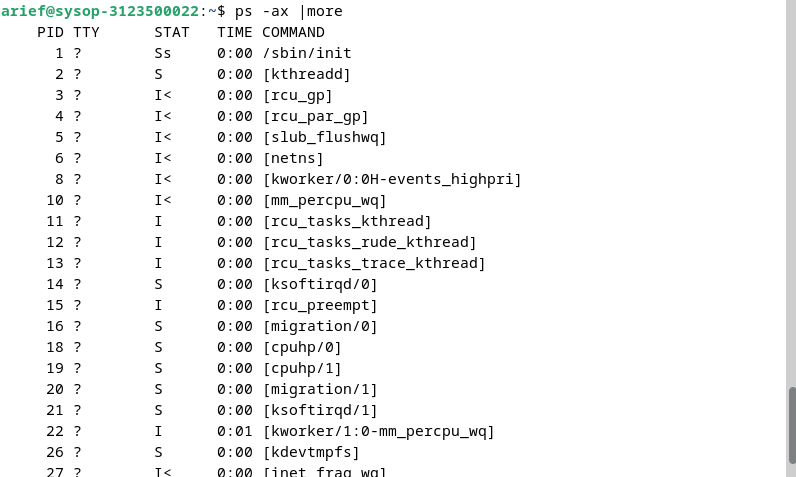 arief@sysop-3123500022:~$ ps -ax |more
    PID TTY      STAT   TIME COMMAND
      1 ?        Ss     0:00 /sbin/init
      2 ?        S      0:00 [kthreadd]
      3 ?        I<     0:00 [rcu_gp]
      4 ?        I<     0:00 [rcu_par_gp]
      5 ?        I<     0:00 [slub_flushwq]
      6 ?        I<     0:00 [netns]
      8 ?        I<     0:00 [kworker/0:0H-events_highpri]
     10 ?        I<     0:00 [mm_percpu_wq]
     11 ?        I      0:00 [rcu_tasks_kthread]
     12 ?        I      0:00 [rcu_tasks_rude_kthread]
     13 ?        I      0:00 [rcu_tasks_trace_kthread]
     14 ?        S      0:00 [ksoftirqd/0]
     15 ?        I      0:00 [rcu_preempt]
     16 ?        S      0:00 [migration/0]
     18 ?        S      0:00 [cpuhp/0]
     19 ?        S      0:00 [cpuhp/1]
     20 ?        S      0:00 [migration/1]
     21 ?        S      0:00 [ksoftirqd/1]
     22 ?        I      0:01 [kworker/1:0-mm_percpu_wq]
     26 ?        S      0:00 [kdevtmpfs]
     27 ?        I<     0:00 [inet_frag_wq]